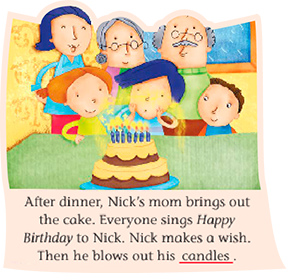 After dinner, Nick's mom brings out
the cake. Everyone sings Happy
Birthday to Nick. Nick makes a wish.
Then he blows out his candles.